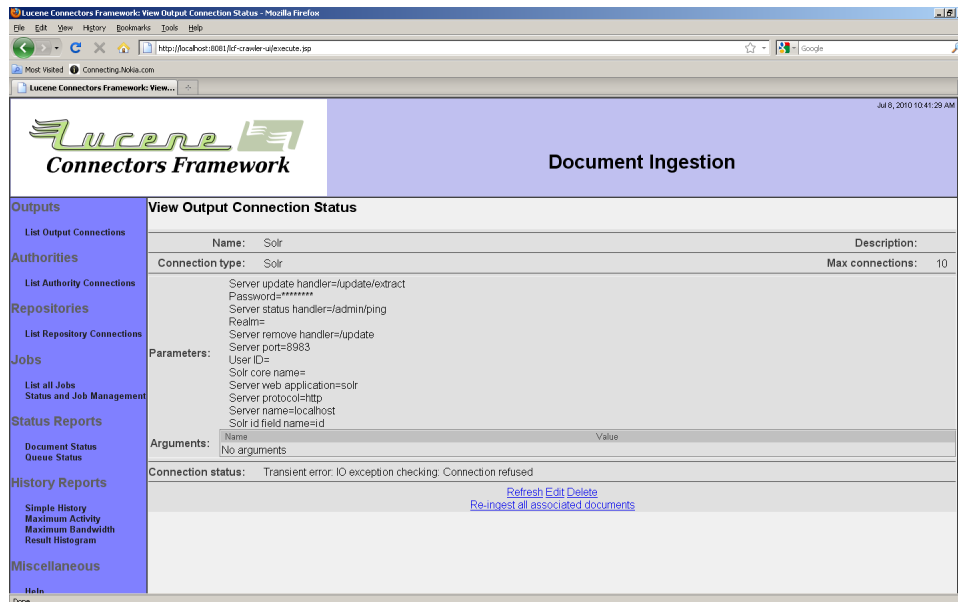 Lucene Connectors Framework: View Output Connection Status - Mozilla Firefox
File Edit View History Bookmarks Tools Help
http://localhost:8081/lcf-crawler-ui/execute.jsp
Google
Most Visited Connecting.Nokia.com
Lucene Connectors Framework: View...
Jul 8, 2010 10:41:29 AM
Lucene
Connectors Framework
Document Ingestion
Outputs
List Output Connections
Authorities
List Authority Connections
Repositories
List Repository Connections
Jobs
List all Jobs
Status and Job Management
Status Reports
Document Status
Queue Status
History Reports
Simple History
Maximum Activity
Maximum Bandwidth
Result Histogram
Miscellaneous
Help
View Output Connection Status
Name: Solr Description:
Connection type: Solr Max connections: 10
Parameters:
Server update handler=/update/extract
Password=********
Server status handler=/admin/ping
Realm=
Server remove handler=/update
Server port=8983
User ID=
Solr core name=
Server web application=solr
Server protocol=http
Server name=localhost
Solr id field name=id
Arguments:
Name Value
No arguments
Connection status: Transient error: IO exception checking: Connection refused
Refresh Edit Delete
Re-ingest all associated documents
Done